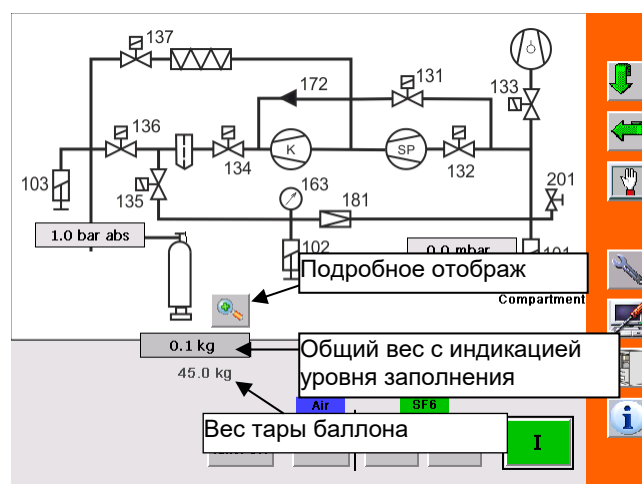 137
172
131
133
136
134
K
SP
132
103
135
163
181
201
1.0 bar abs
102
0.0 mbar
101
Подробное отображ
Compartment
0.1 kg
Общий вес с индикацией
уровня заполнения
45.0 kg
Air
SF6
Вес тары баллона
I
i